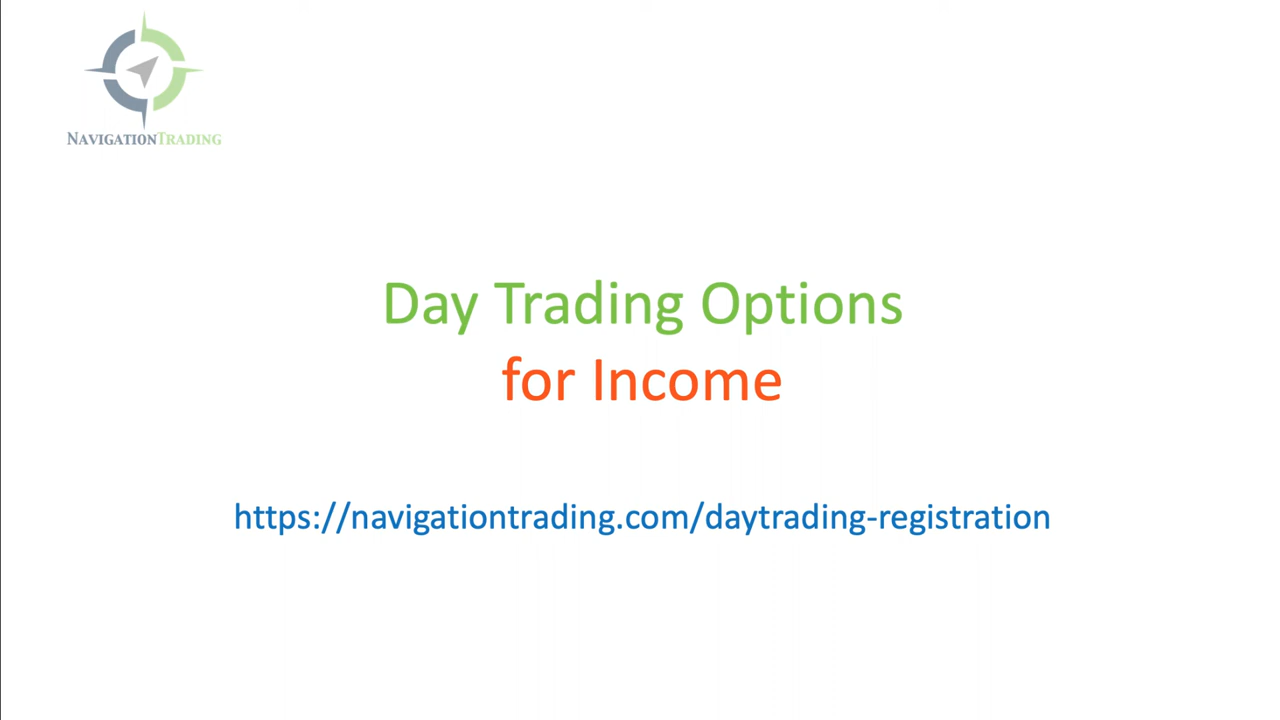 NAVIGATIONTRADING
Day Trading Options
for Income
https://navigationtrading.com/daytrading-registration